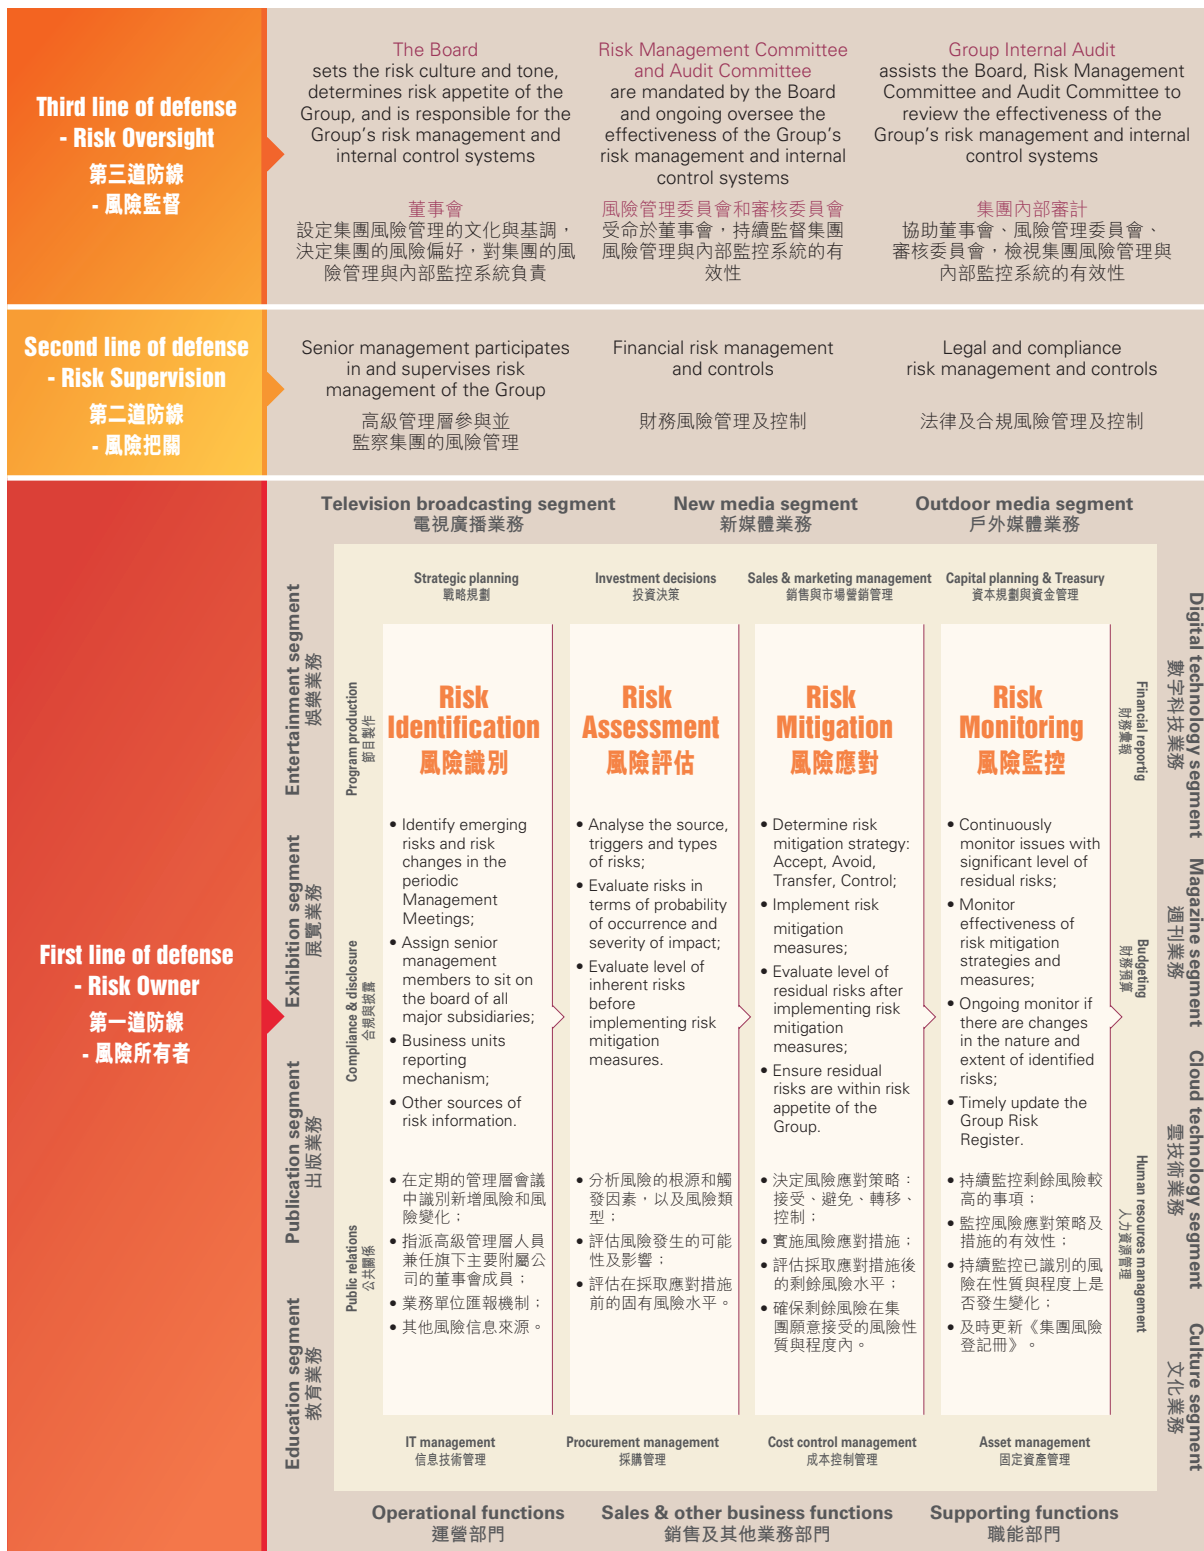 Third line of defense
- Risk Oversight
第三道防線
- 風險監督
The Board
sets the risk culture and tone,
determines risk appetite of the
Group, and is responsible for the
Group's risk management and
internal control systems
董事會
設定集團風險管理的文化與基調，
決定集團的風險偏好，對集團的風
險管理與內部監控系統負責
Risk Management Committee
and Audit Committee
are mandated by the Board
and ongoing oversee the
effectiveness of the Group's
risk management and internal
control systems
風險管理委員會和審核委員會
受命於董事會，持續監督集團
風險管理與內部監控系統的有
效性
Group Internal Audit
assists the Board, Risk Management
Committee and Audit Committee to
review the effectiveness of the
Group's risk management and internal
control systems
集團內部審計
協助董事會、風險管理委員會、
審核委員會，檢視集團風險管理與
內部監控系統的有效性
Second line of defense
- Risk Supervision
第二道防線
- 風險把關
Senior management participates
in and supervises risk
management of the Group
高級管理層參與並
監察集團的風險管理
Financial risk management
and controls
財務風險管理及控制
Legal and compliance
risk management and controls
法律及合規風險管理及控制
First line of defense
- Risk Owner
第一道防線
- 風險所有者
Television broadcasting segment
電視廣播業務
New media segment
新媒體業務
Outdoor media segment
戶外媒體業務
Entertainment segment
娛樂業務
Exhibition segment
展覽業務
Publication segment
出版業務
Education segment
教育業務
Strategic planning
戰略規劃
Investment decisions
投資決策
Sales & marketing management
銷售與市場營銷管理
Capital planning & Treasury
資本規劃與資金管理
Program production
節目製作
Compliance & disclosure
合規與披露
Public relations
公共關係
Risk
Identification
風險識別
• Identify emerging
risks and risk
changes in the
periodic
Management
Meetings;
• Assign senior
management
members to sit on
the board of all
major subsidiaries;
• Business units
reporting
mechanism;
• Other sources of
risk information.
• 在定期的管理層會議
中識別新增風險和風
險變化；
• 指派高級管理層人員
兼任旗下主要附屬公
司的董事會成員；
• 業務單位匯報機制；
• 其他風險信息來源。
Risk
Assessment
風險評估
• Analyse the source,
triggers and types
of risks;
• Evaluate risks in
terms of probability
of occurrence and
severity of impact;
• Evaluate level of
inherent risks
before
implementing risk
mitigation
measures.
• 分析風險的根源和觸
發因素，以及風險類
型；
• 評估風險發生的可能
性及影響；
• 評估在採取應對措施
前的固有風險水平。
Risk
Mitigation
風險應對
• Determine risk
mitigation strategy:
Accept, Avoid,
Transfer, Control;
• Implement risk
mitigation
measures;
• Evaluate level of
residual risks after
implementing risk
mitigation
measures;
• Ensure residual
risks are within risk
appetite of the
Group.
• 決定風險應對策略：
接受、避免、轉移、
控制；
• 實施風險應對措施；
• 評估採取應對措施後
的剩餘風險水平；
• 確保剩餘風險在集
團願意接受的風險性
質與程度內。
Risk
Monitoring
風險監控
• Continuously
monitor issues with
significant level of
residual risks;
• Monitor
effectiveness of
risk mitigation
strategies and
measures;
• Ongoing monitor if
there are changes
in the nature and
extent of identified
risks;
• Timely update the
Group Risk
Register.
• 持續監控剩餘風險較
高的事項；
• 監控風險應對策略及
措施的有效性；
• 持續監控已識別的風
險在性質與程度上是
否發生變化；
• 及時更新《集團風險
登記冊》。
Financial reportig
財務彙報
Budgeting
財務預算
Human resources management
人力資源管理
Digital technology segment
數字科技業務
Magazine segment
週刊業務
Cloud technology segment
雲技術業務
Culture segment
文化業務
IT management
信息技術管理
Procurement management
採購管理
Cost control management
成本控制管理
Asset management
固定資產管理
Operational functions
運營部門
Sales & other business functions
銷售及其他業務部門
Supporting functions
職能部門